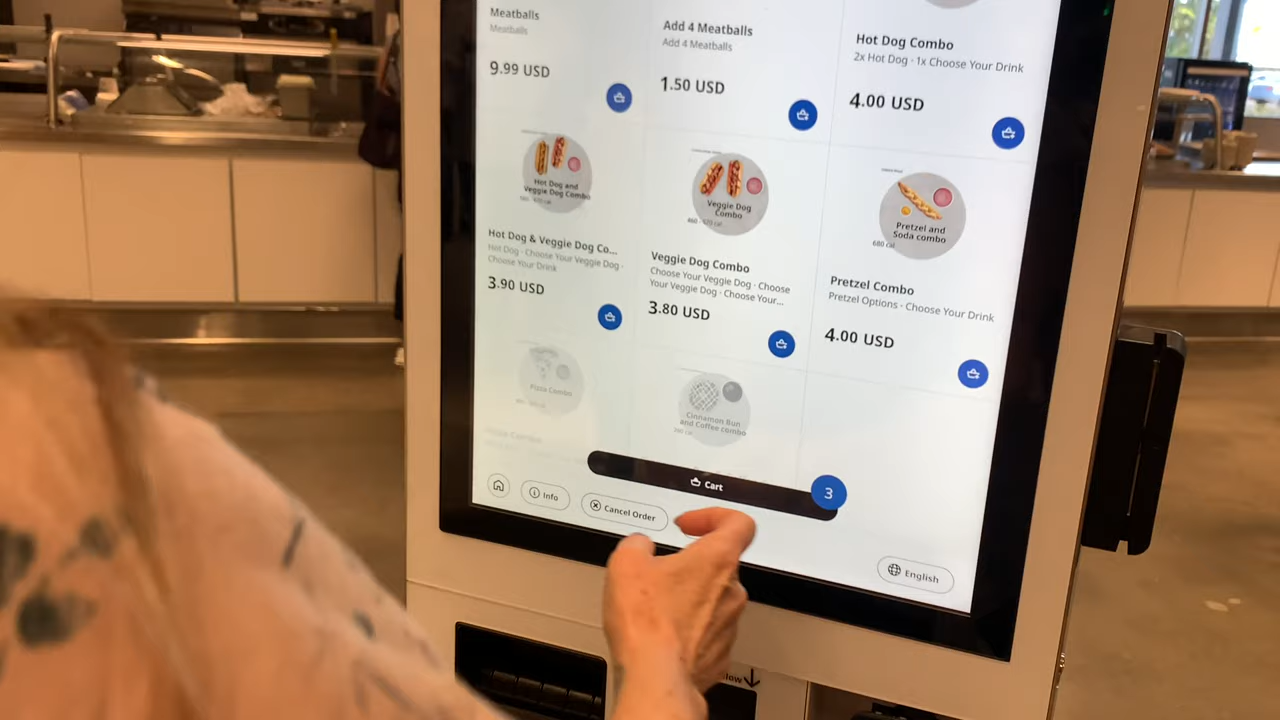 Meatballs
Meatballs
9.99 USD
Add 4 Meatballs
Add 4 Meatballs
1.50 USD
Hot Dog Combo
2x Hot Dog · 1x Choose Your Drink
4.00 USD
Hot Dog and
Veggie Dog Combo
Hot Dog & Veggie Dog Co...
Hot Dog · Choose Your Veggie Dog ·
Choose Your Drink
3.90 USD
Veggie Dog
Combo
Veggie Dog Combo
Choose Your Veggie Dog · Choose
Your Veggie Dog · Choose Your...
3.80 USD
Pretzel and
Soda combo
680 cal
Pretzel Combo
Pretzel Options · Choose Your Drink
4.00 USD
Pizza Combo
Cinnamon Bun
and Coffee combo
Cart
3
Info
Cancel Order
English